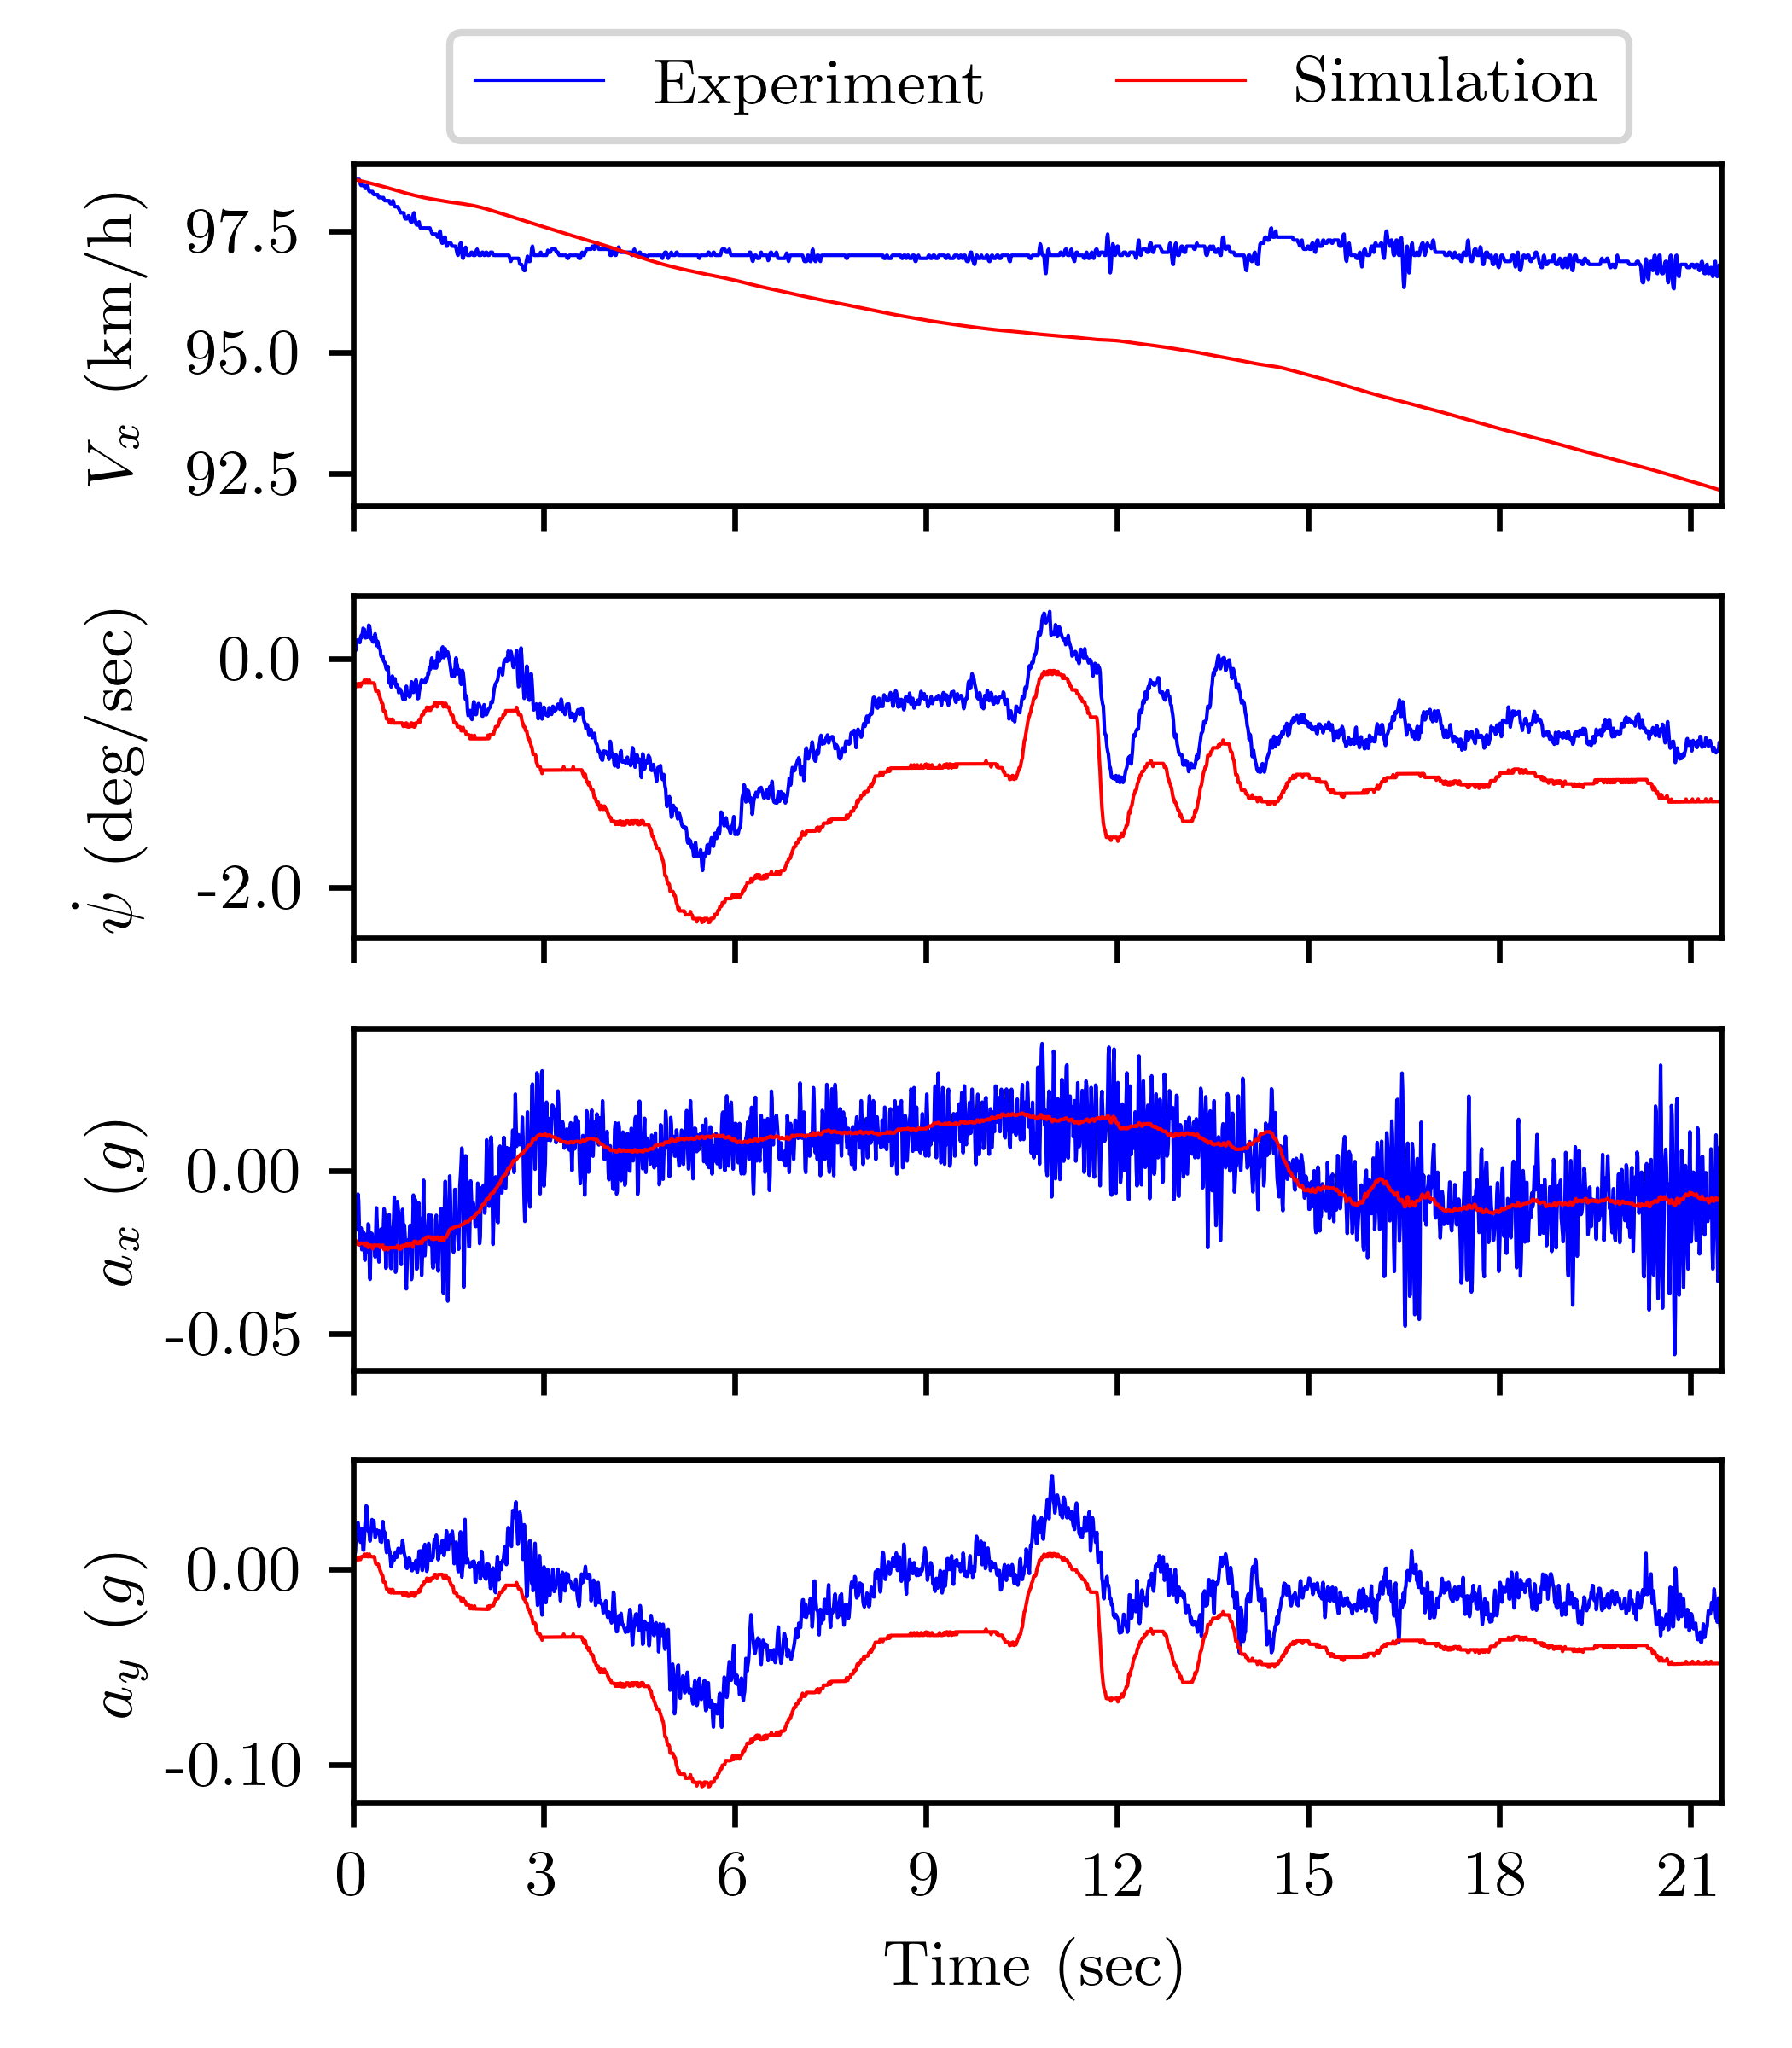 Experiment Simulation
V_x (km/h)
97.5
95.0
92.5
ψ̇ (deg/sec)
0.0
-2.0
a_x (g)
0.00
-0.05
a_y (g)
0.00
-0.10
0 3 6 9 12 15 18 21
Time (sec)